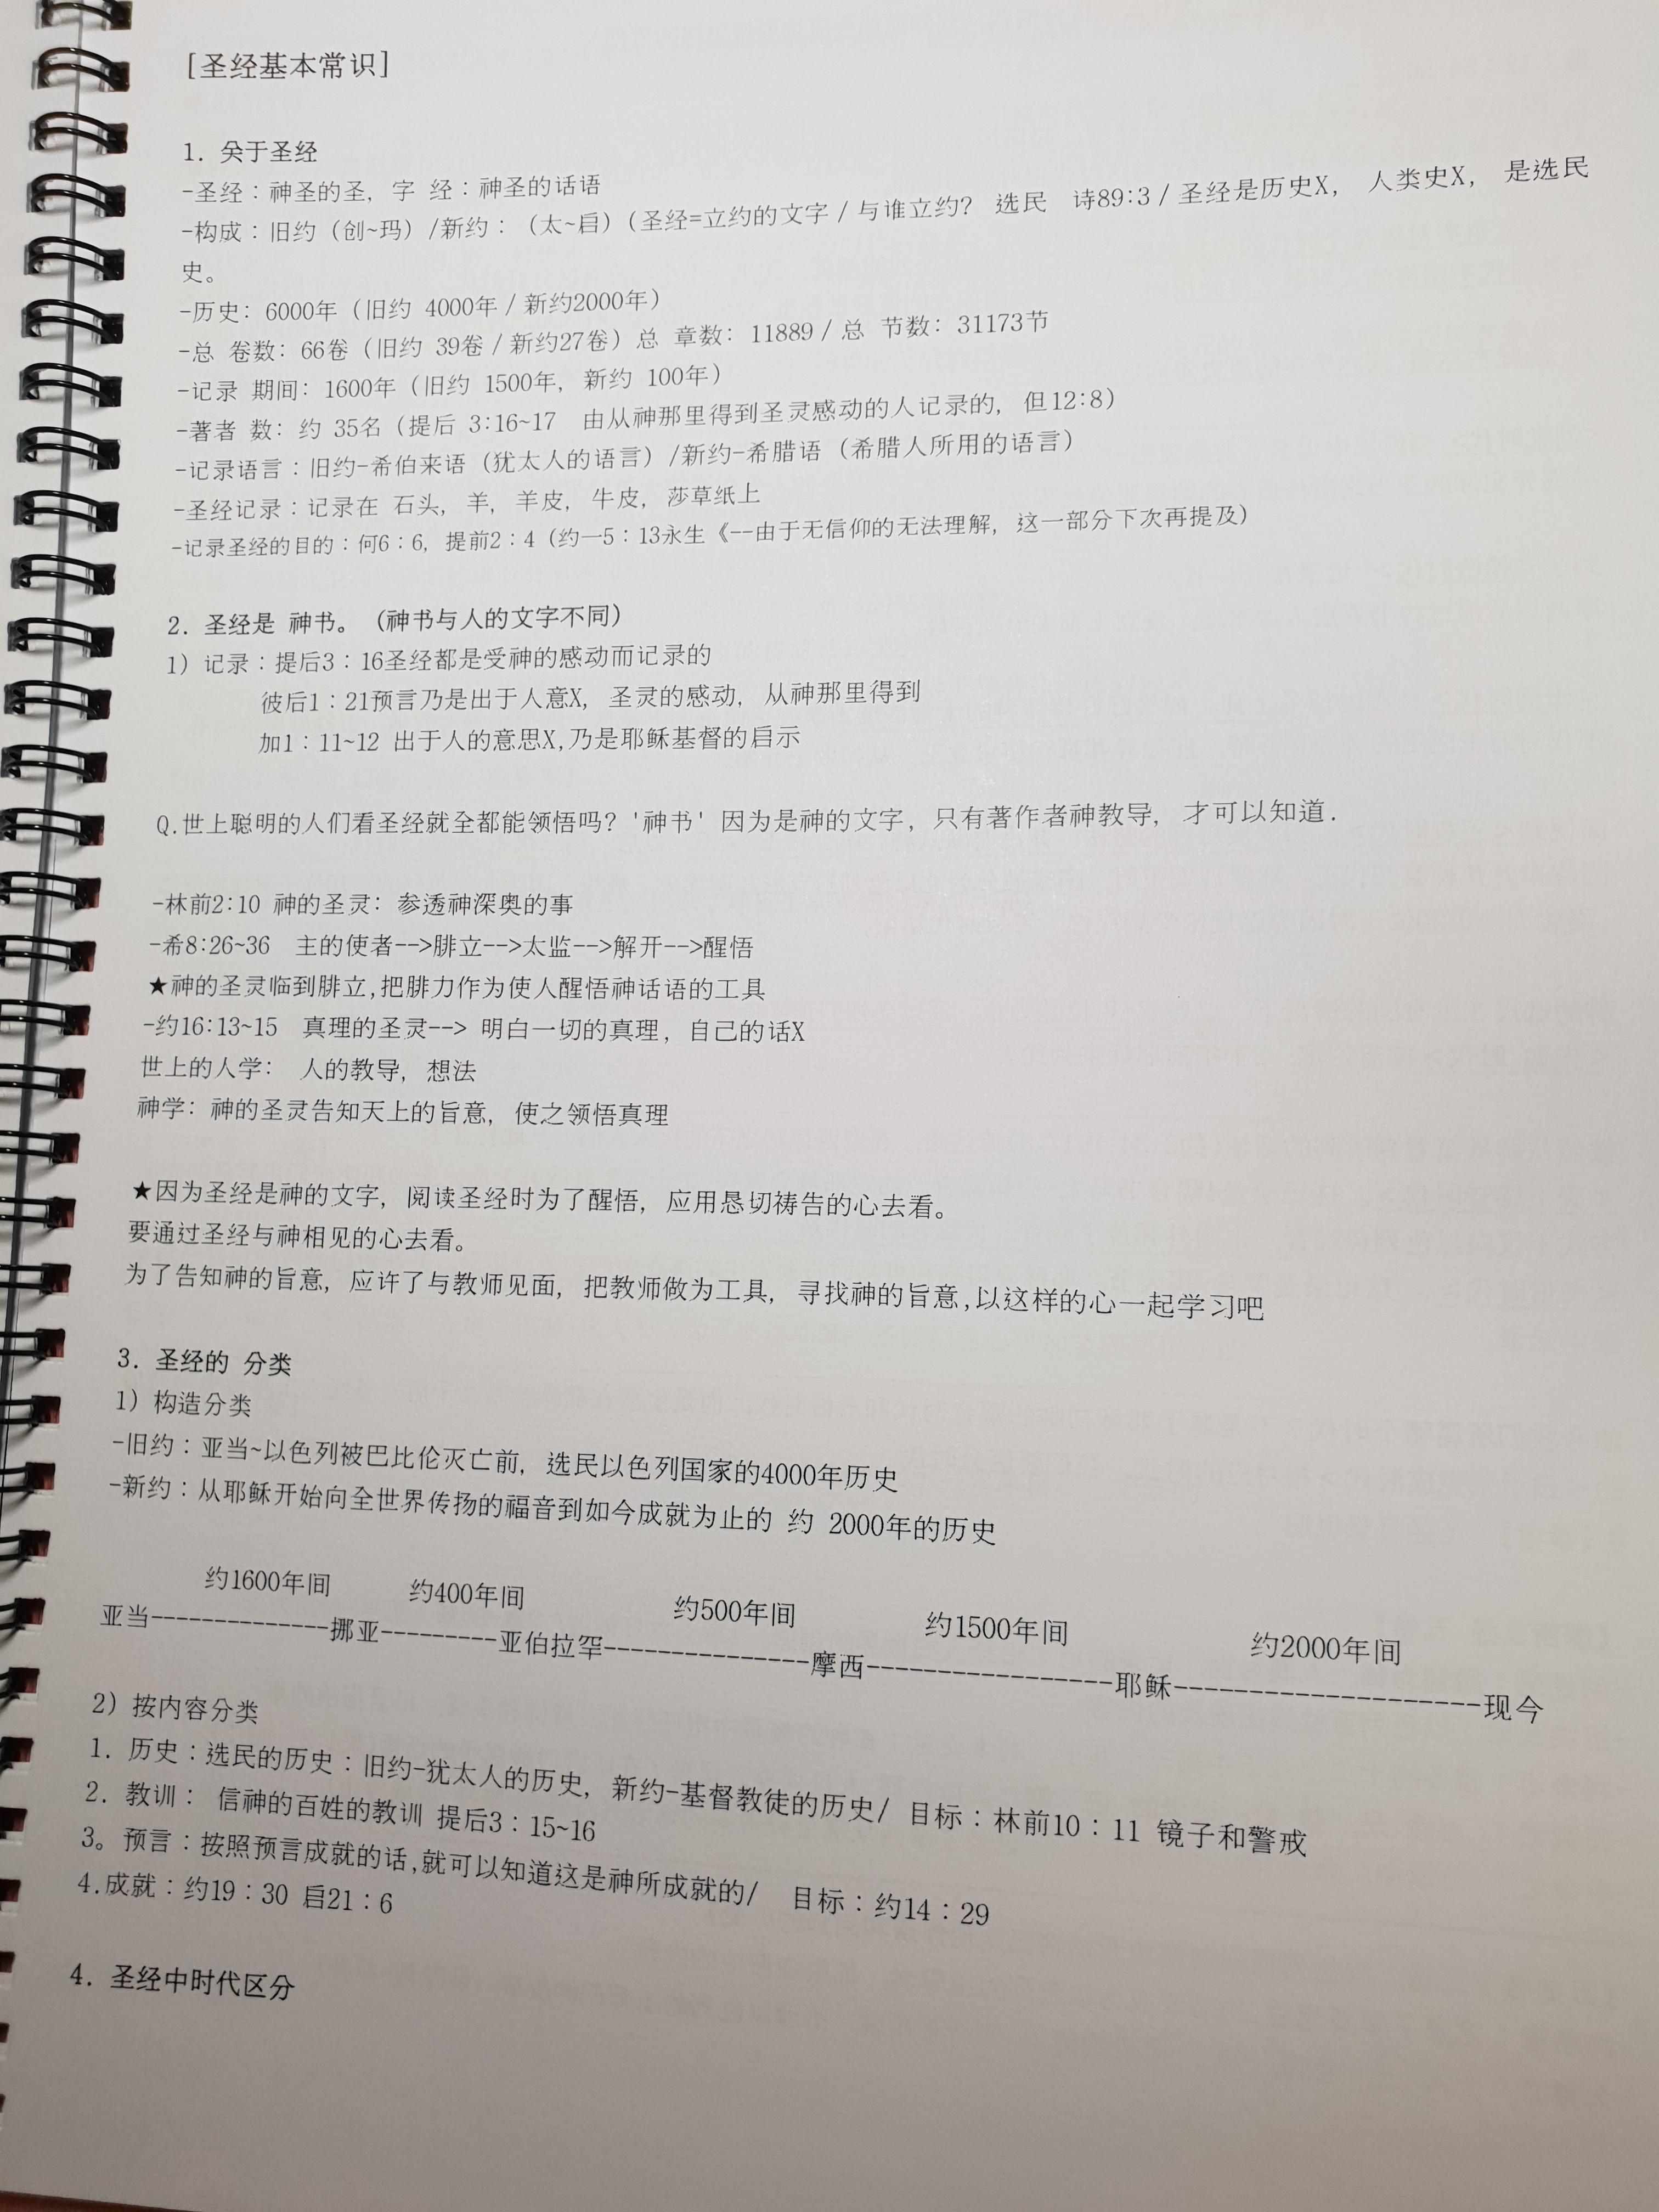 [圣经基本常识]
1. 关于圣经
-圣经：神圣的圣, 字 经：神圣的话语
-构成：旧约（创~玛）/新约：（太~启）(圣经=立约的文字 / 与谁立约? 选民 诗89:3 / 圣经是历史X, 人类史X, 是选民
史。
-历史: 6000年（旧约 4000年 / 新约2000年）
-总 卷数: 66卷（旧约 39卷 / 新约27卷）总 章数: 11889 / 总 节数: 31173节
-记录 期间: 1600年（旧约 1500年, 新约 100年）
-著者 数: 约 35名（提后 3:16~17 由从神那里得到圣灵感动的人记录的, 但12:8）
-记录语言：旧约-希伯来语（犹太人的语言）/新约-希腊语（希腊人所用的语言）
-圣经记录：记录在 石头, 羊, 羊皮, 牛皮, 莎草纸上
-记录圣经的目的：何6：6, 提前2：4（约一5：13永生《--由于无信仰的无法理解, 这一部分下次再提及）
2. 圣经是 神书。（神书与人的文字不同）
1）记录：提后3：16圣经都是受神的感动而记录的
彼后1：21预言乃是出于人意X, 圣灵的感动, 从神那里得到
加1：11~12 出于人的意思X,乃是耶稣基督的启示
Q.世上聪明的人们看圣经就全都能领悟吗? '神书' 因为是神的文字, 只有著作者神教导, 才可以知道.
-林前2:10 神的圣灵: 参透神深奥的事
-希8:26~36 主的使者-->腓立-->太监-->解开-->醒悟
★神的圣灵临到腓立,把腓力作为使人醒悟神话语的工具
-约16:13~15 真理的圣灵--> 明白一切的真理, 自己的话X
世上的人学: 人的教导, 想法
神学: 神的圣灵告知天上的旨意, 使之领悟真理
★因为圣经是神的文字, 阅读圣经时为了醒悟, 应用恳切祷告的心去看。
要通过圣经与神相见的心去看。
为了告知神的旨意, 应许了与教师见面, 把教师做为工具, 寻找神的旨意,以这样的心一起学习吧
3. 圣经的 分类
1）构造分类
-旧约：亚当~以色列被巴比伦灭亡前, 选民以色列国家的4000年历史
-新约：从耶稣开始向全世界传扬的福音到如今成就为止的 约 2000年的历史
约1600年间 约400年间 约500年间 约1500年间 约2000年间
亚当--------------挪亚---------亚伯拉罕----------------摩西-------------------耶稣------------------------现今
2）按内容分类
1. 历史：选民的历史：旧约-犹太人的历史, 新约-基督教徒的历史/ 目标：林前10：11 镜子和警戒
2. 教训： 信神的百姓的教训 提后3：15~16
3。预言：按照预言成就的话,就可以知道这是神所成就的/ 目标：约14：29
4.成就：约19：30 启21：6
4. 圣经中时代区分